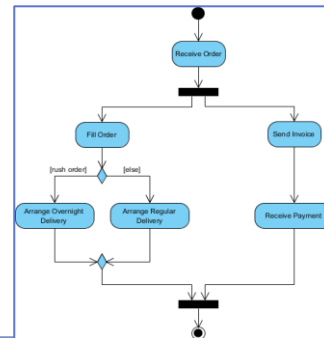 Receive Order
Fill Order
Send Invoice
[rush order]
[else]
Arrange Overnight
Delivery
Arrange Regular
Delivery
Receive Payment